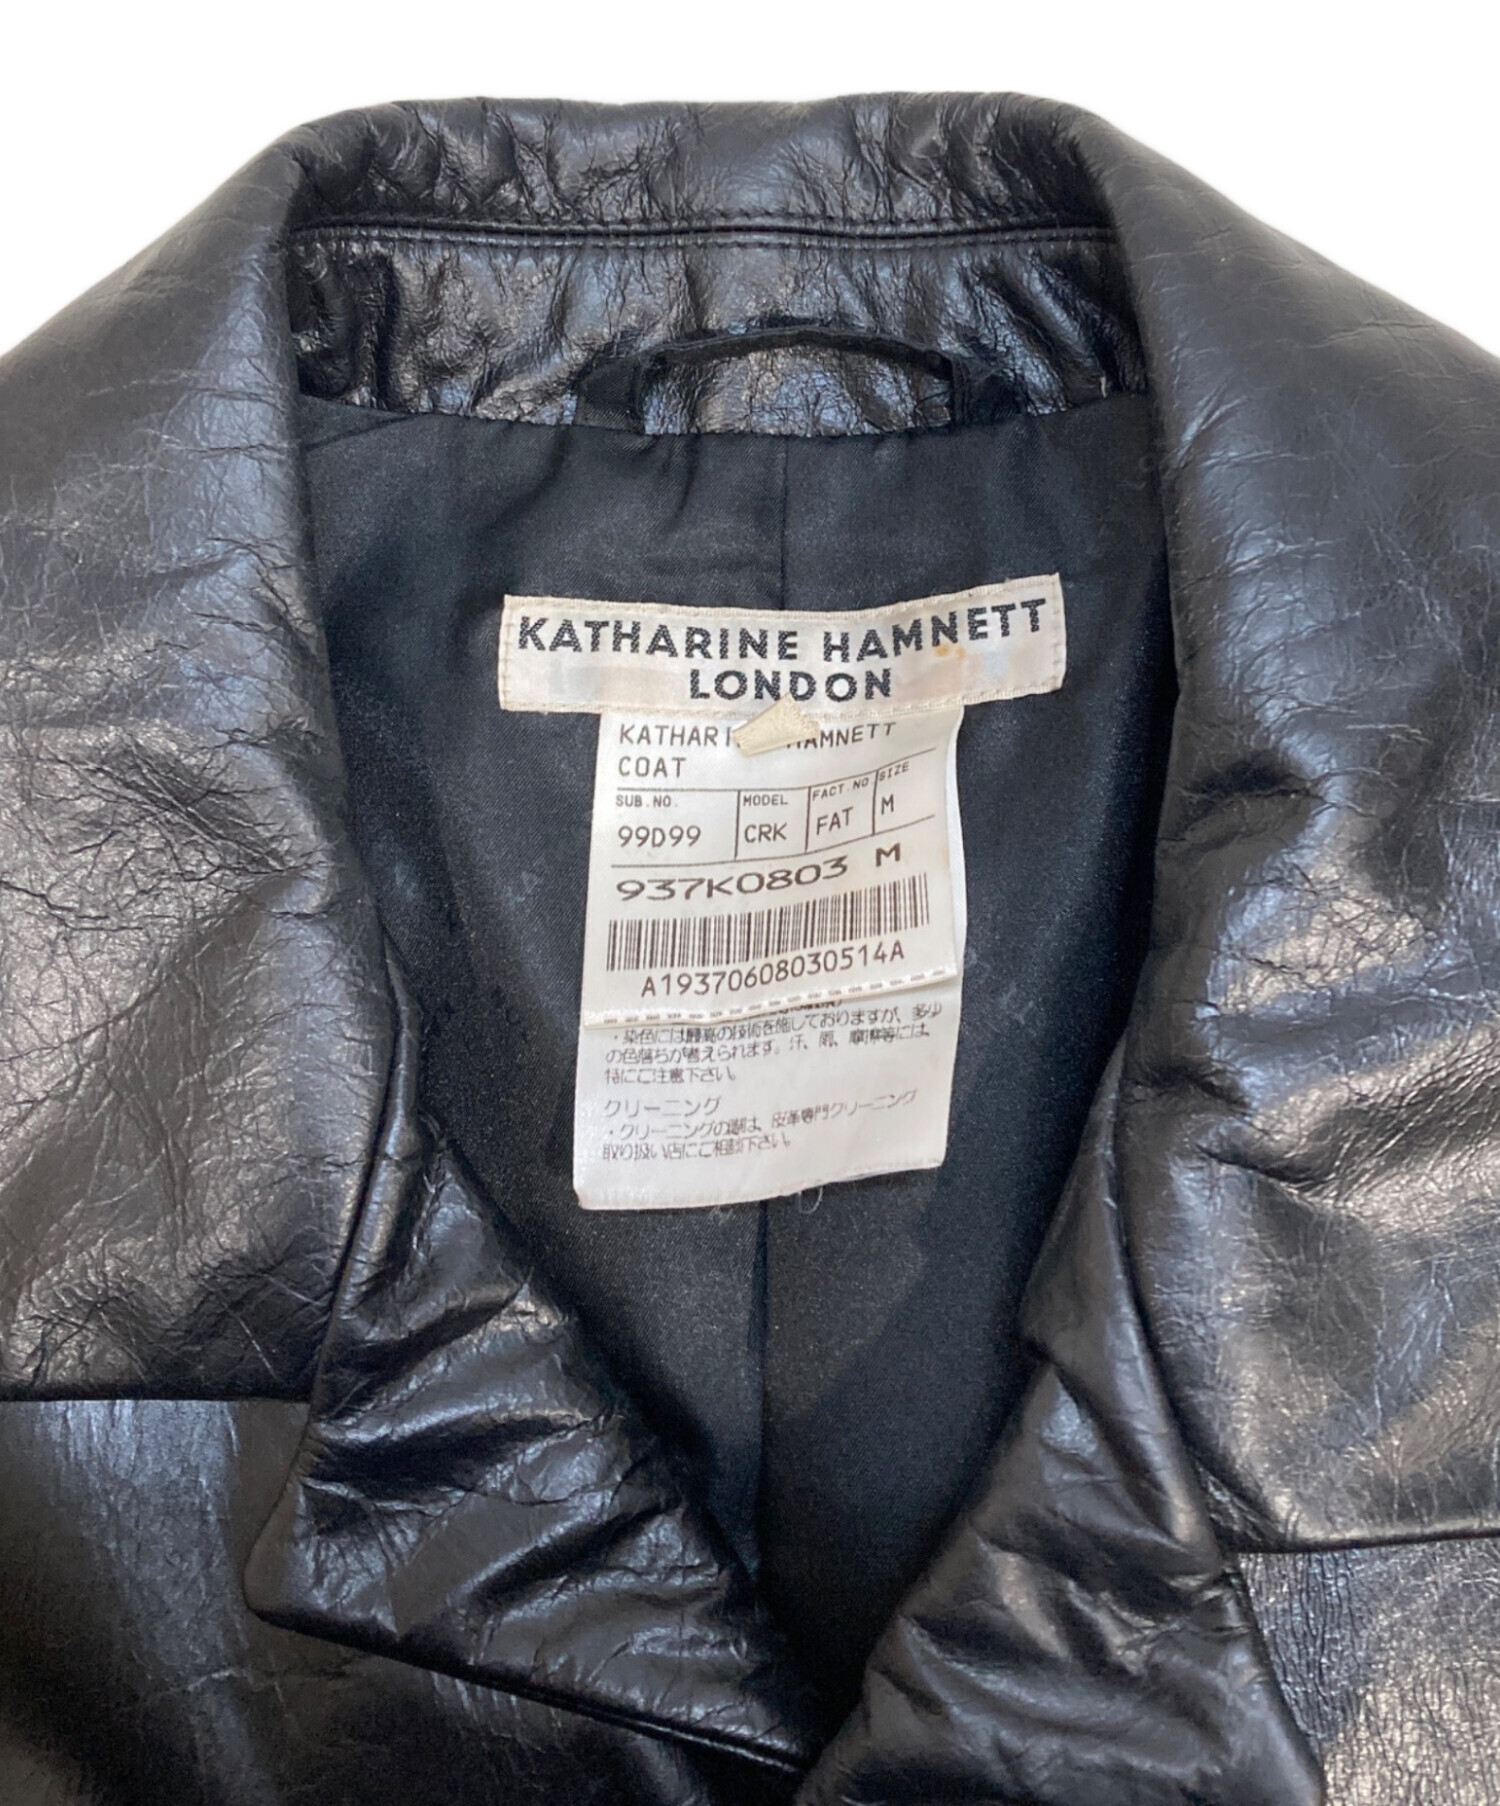 KATHARINE HAMNETT
LONDON
KATHARI HAMNETT
COAT
SUB.NO. MODEL FACT.NO SIZE
99D99 CRK FAT M
937K0803 M
A19370608030514A
・染色には最高の技術を施しておりますが、多少
の色落ちが考えられます。汗、雨、摩擦等には、
特にご注意下さい。
クリーニング
・クリーニングの際は、皮革専門クリーニング
取り扱い店にご相談下さい。